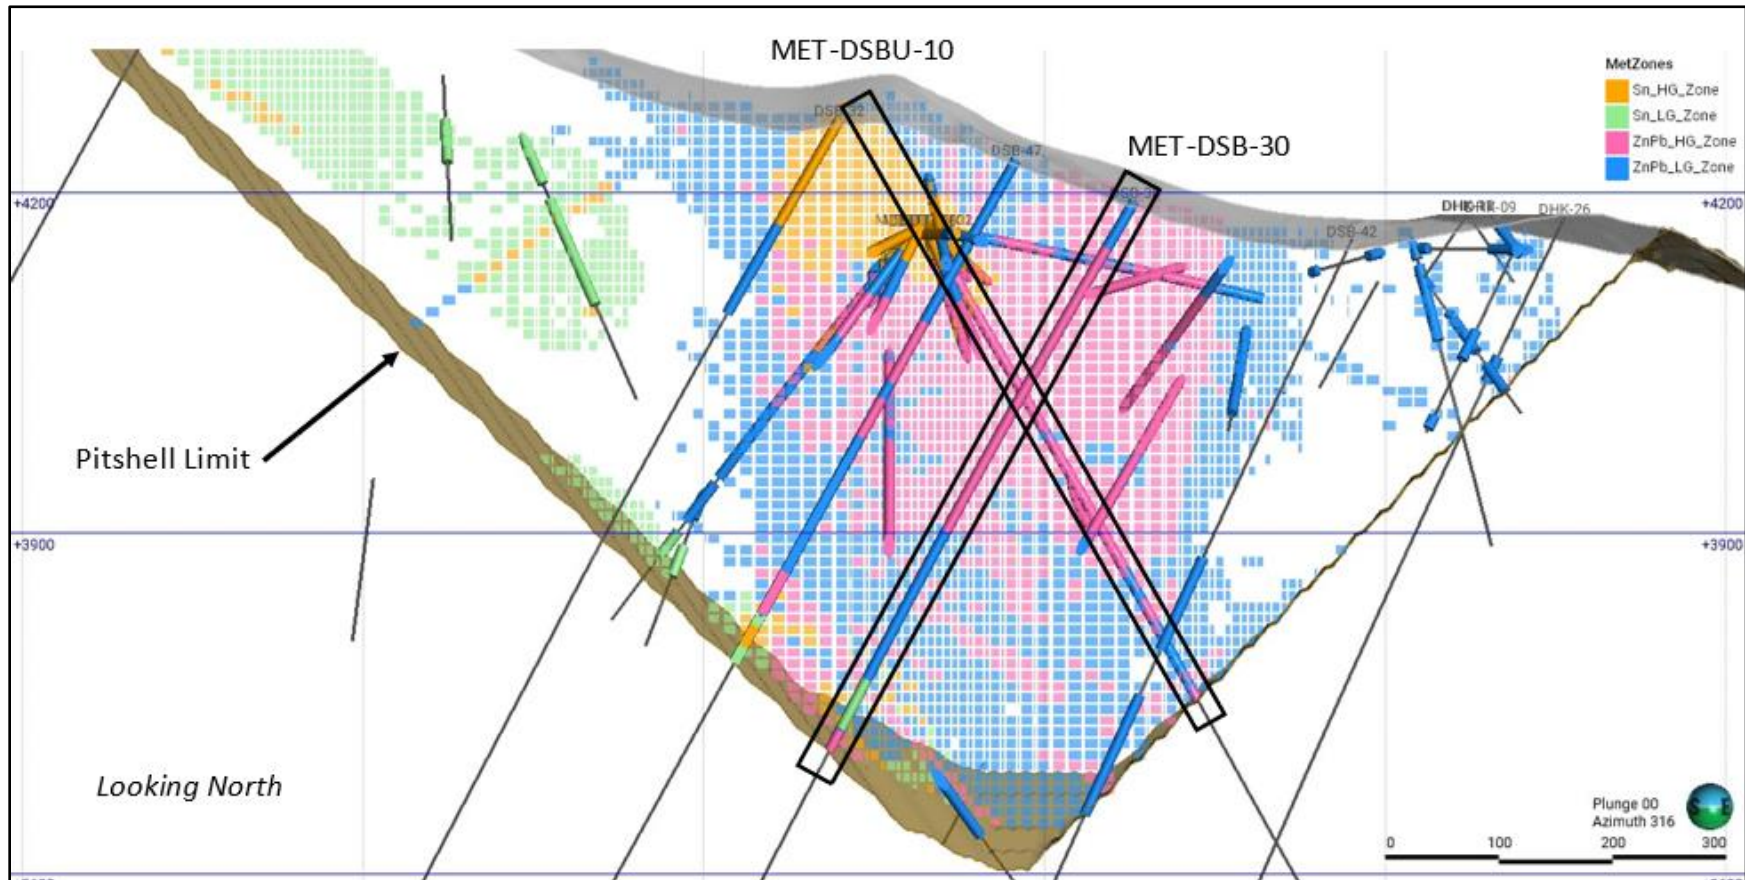 MET-DSBU-10
MetZones
Sn_HG_Zone
Sn_LG_Zone
ZnPb_HG_Zone
ZnPb_LG_Zone
MET-DSB-30
DSB-47
+4200
+4200
DHK-26
DSB-42
Pitshell Limit
+3900
+3900
Looking North
Plunge 00
Azimuth 316
S E
0 100 200 300